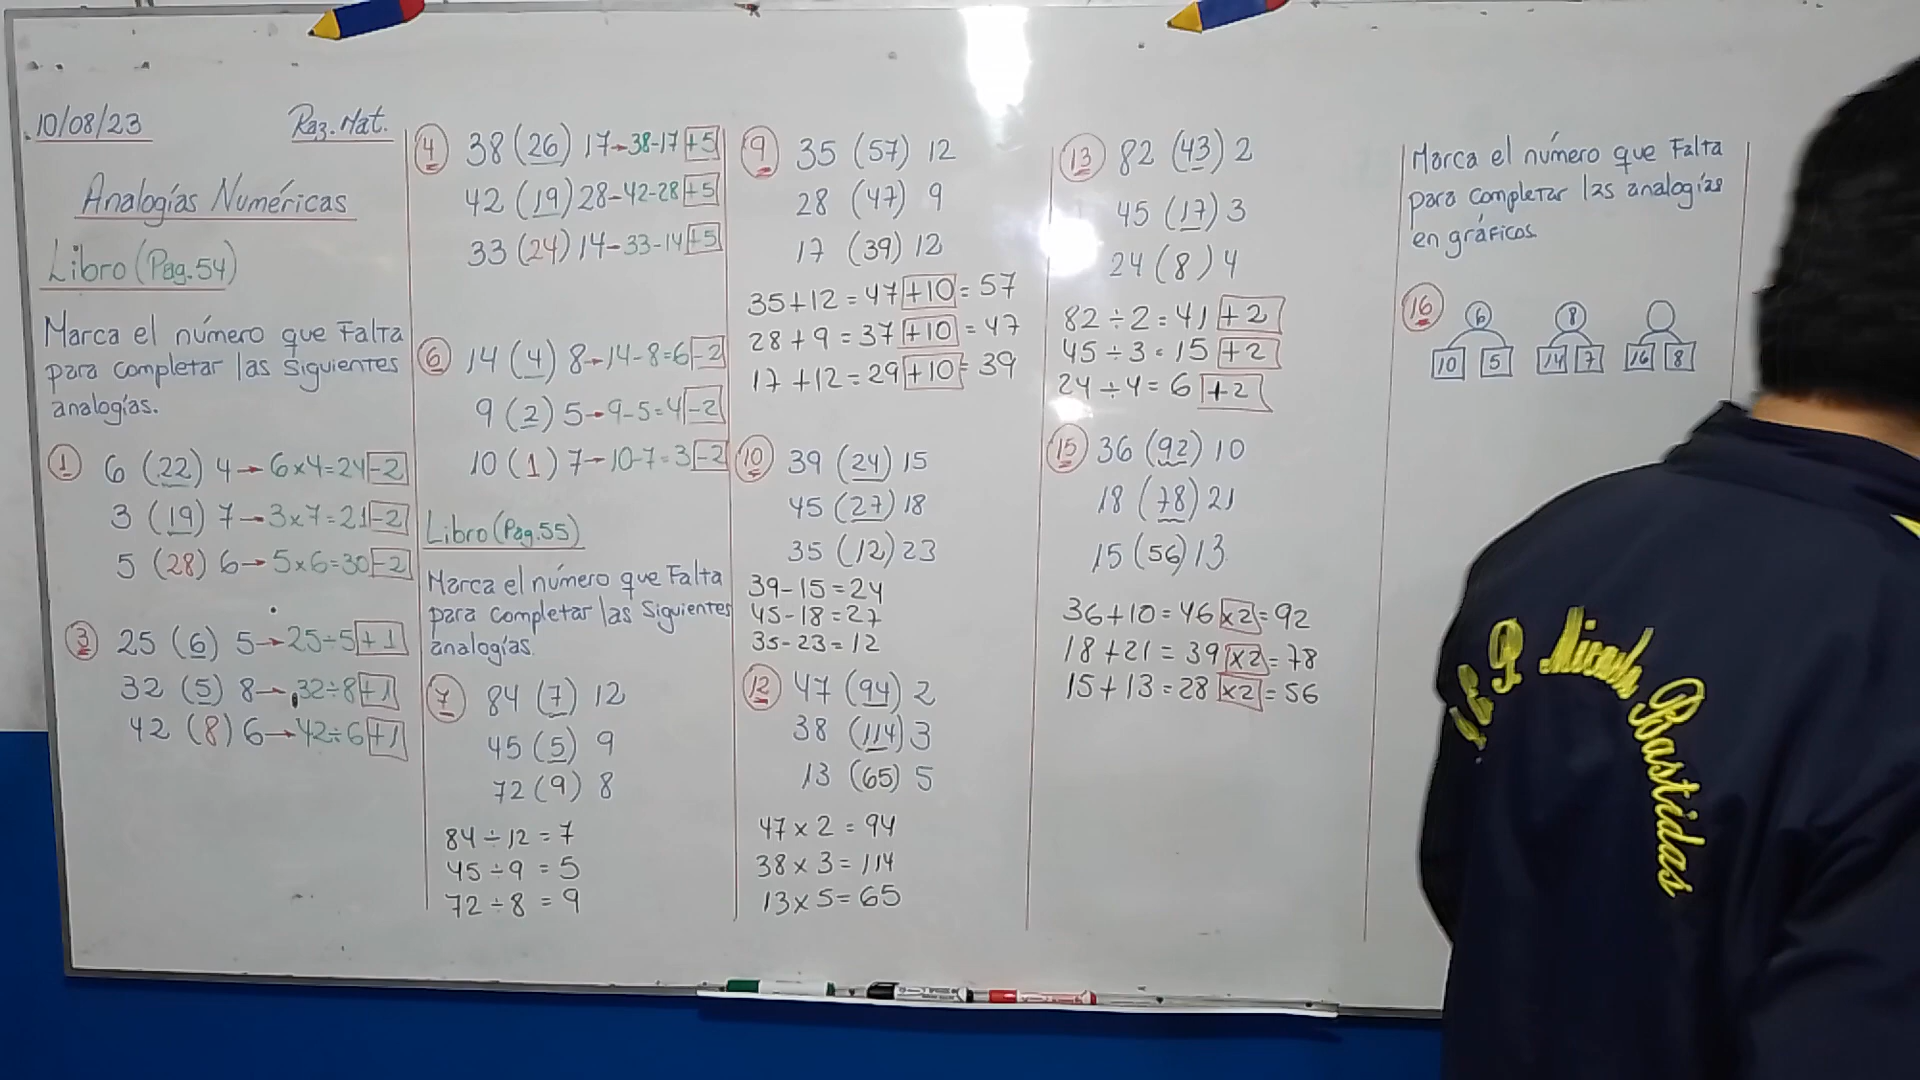 10/08/23 Raz. Mat.
Analogías Numéricas
Libro (Pag. 54)
Marca el número que Falta
para completar las siguientes
analogías.
1 6 (22) 4→6x4=24-2
3 (19) 7→3x7=21-2
5 (28) 6→5x6=30-2
3 25 (6) 5→25÷5+1
32 (5) 8→32÷8+1
42 (8) 6→42÷6+1
4 38 (26) 17→38-17+5
42 (19) 28-42-28+5
33 (24) 14-33-14+5
6 14 (4) 8→14-8=6-2
9 (2) 5→9-5=4-2
10 (1) 7→10-7=3-2
Libro (Pag. 55)
Marca el número que Falta
para completar las Siguientes
analogías.
7 84 (7) 12
45 (5) 9
72 (9) 8
84÷12=7
45÷9=5
72÷8=9
9 35 (57) 12
28 (47) 9
17 (39) 12
35+12=47+10=57
28+9=37+10=47
17+12=29+10=39
10 39 (24) 15
45 (27) 18
35 (12) 23
39-15=24
45-18=27
35-23=12
12 47 (94) 2
38 (114) 3
13 (65) 5
47x2=94
38x3=114
13x5=65
13 82 (43) 2
45 (17) 3
24 (8) 4
82÷2=41+2
45÷3=15+2
24÷4=6+2
15 36 (92) 10
18 (78) 21
15 (56) 13
36+10=46x2=92
18+21=39x2=78
15+13=28x2=56
Marca el número que Falta
para completar las analogías
en gráficos.
16 6 8
10 5 14 7 16 8
P Micaela Bastidas